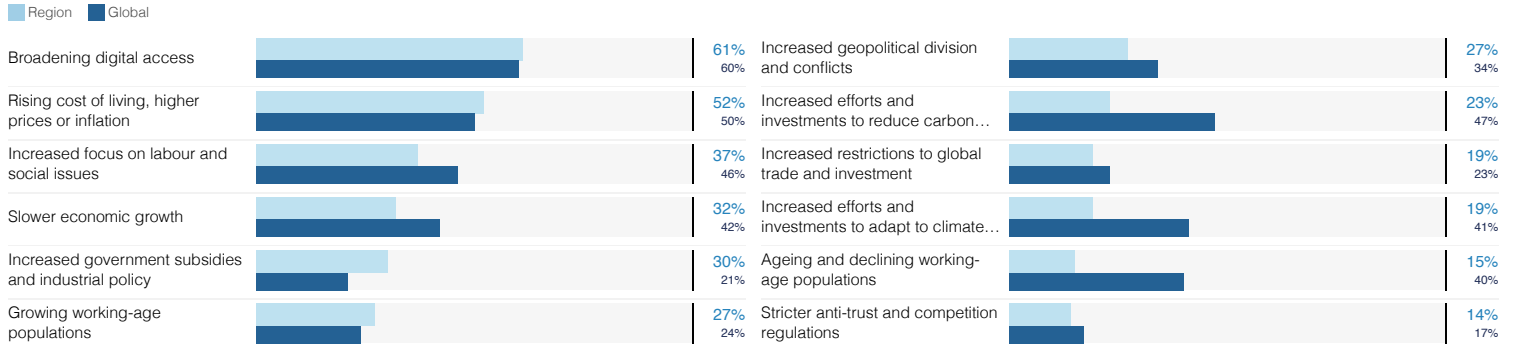 Region Global
Broadening digital access
61%
60%
Rising cost of living, higher
prices or inflation
52%
50%
Increased focus on labour and
social issues
37%
46%
Slower economic growth
32%
42%
Increased government subsidies
and industrial policy
30%
21%
Growing working-age
populations
27%
24%
Increased geopolitical division
and conflicts
27%
34%
Increased efforts and
investments to reduce carbon…
23%
47%
Increased restrictions to global
trade and investment
19%
23%
Increased efforts and
investments to adapt to climate…
19%
41%
Ageing and declining working-
age populations
15%
40%
Stricter anti-trust and competition
regulations
14%
17%